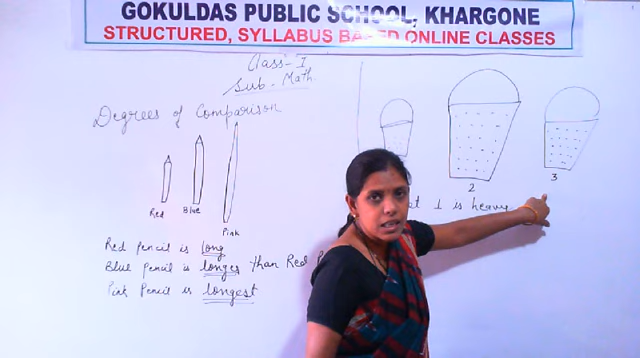 GOKULDAS PUBLIC SCHOOL, KHARGONE
STRUCTURED, SYLLABUS BASED ONLINE CLASSES
Class-I
Sub- Math.
Degrees of Comparison
Red
Blue
Pink
2
3
Red pencil is long
Blue pencil is longer than Red
Pink Pencil is longest
1 is heavy